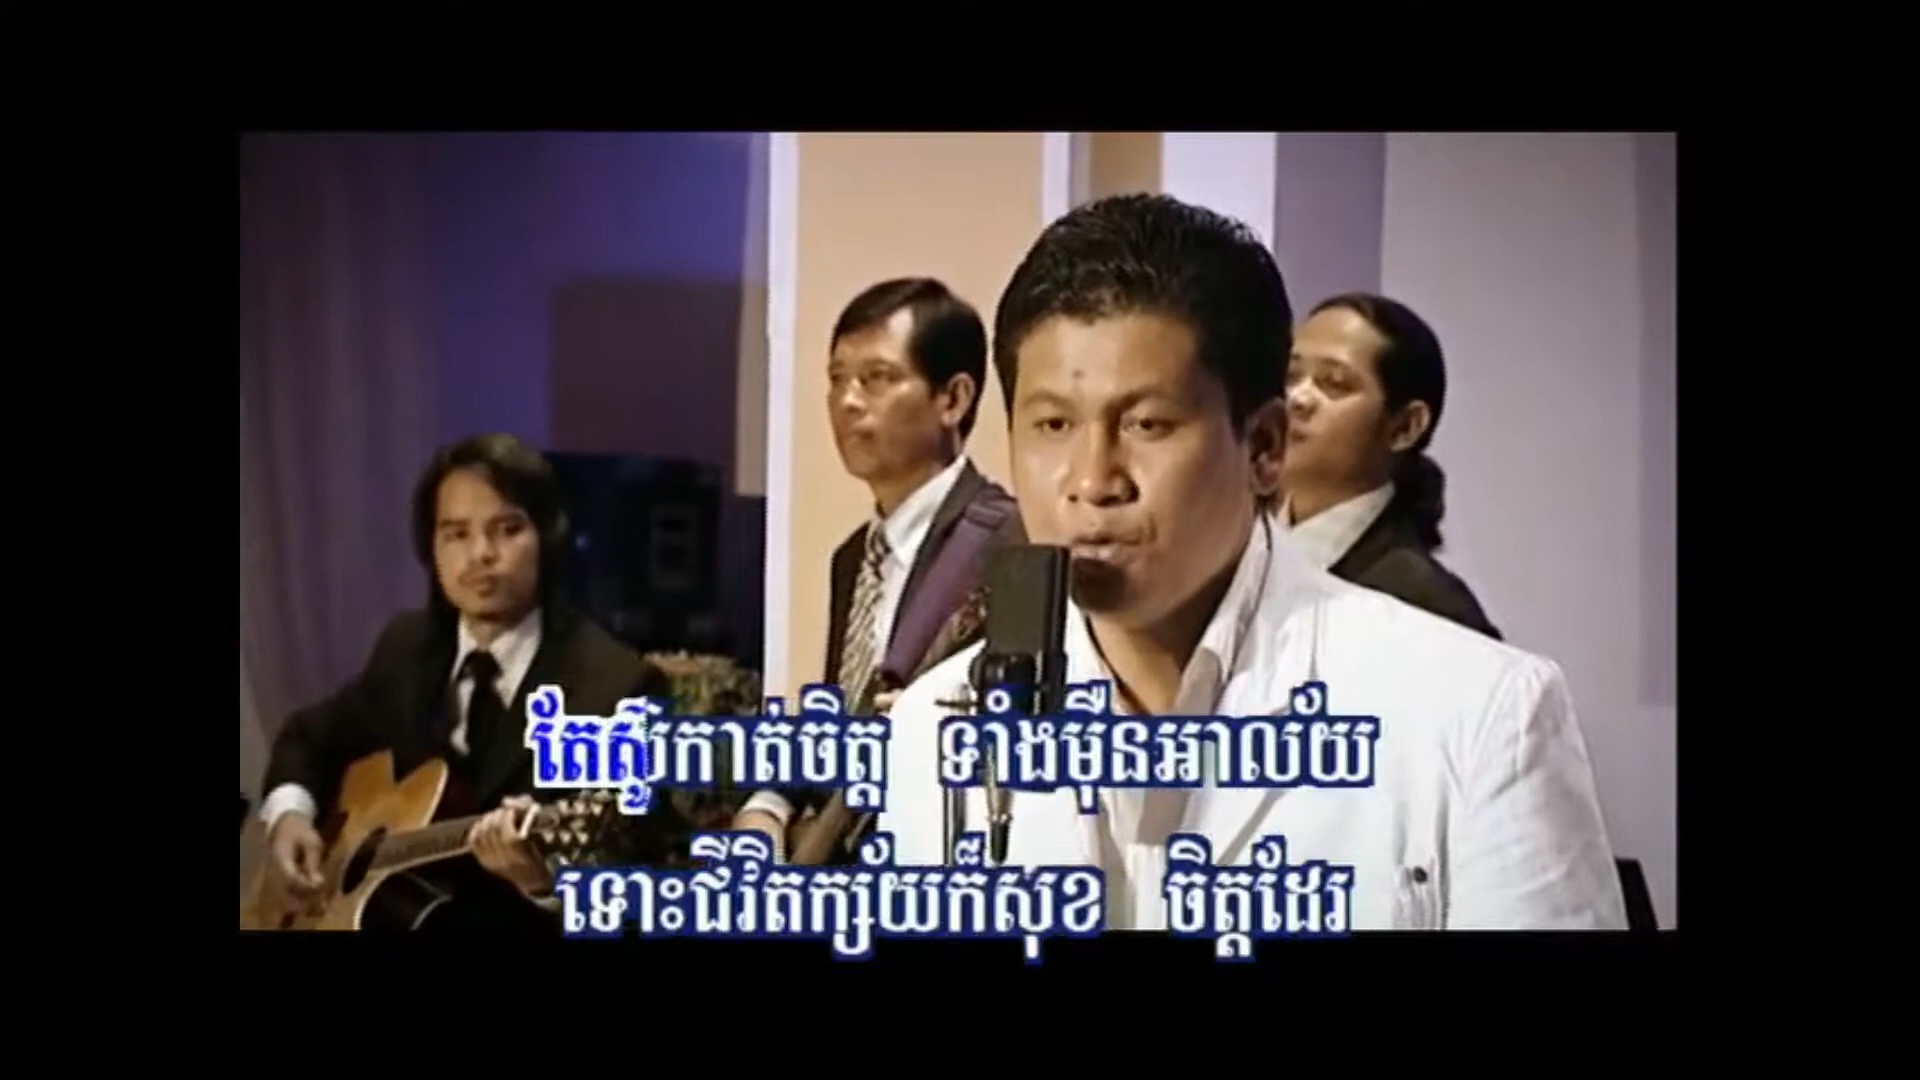 តែស៊ូកាត់ចិត្ត ទាំងម៉ឺនអាល័យ
ទោះជីវិតក្ស័យក៏សុខ ចិត្តដែរ